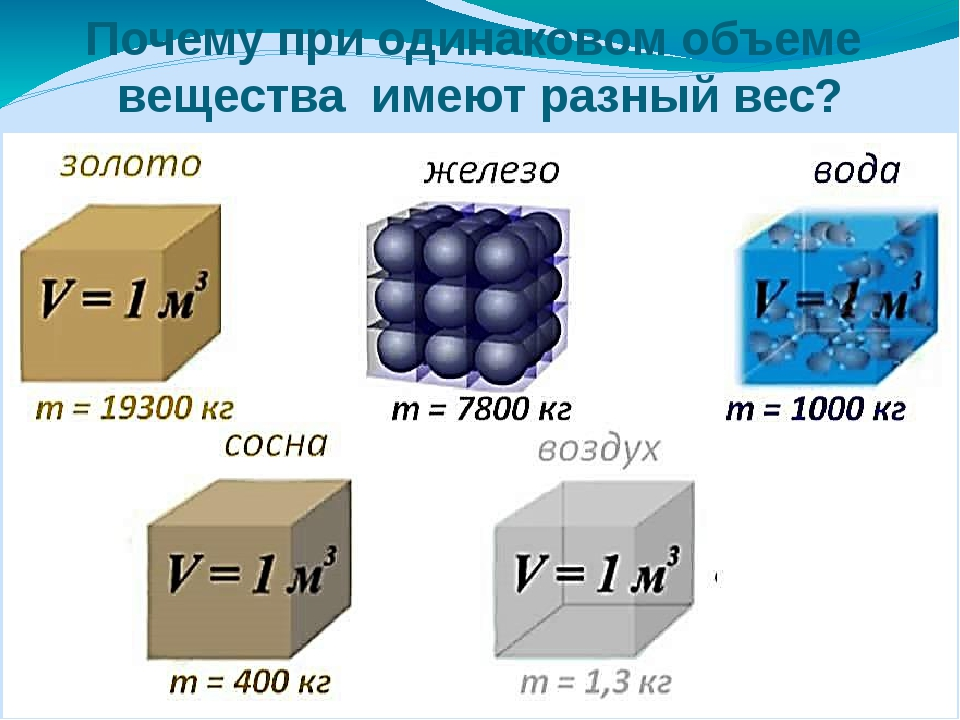 Почему при одинаковом объеме
вещества имеют разный вес?
золото
железо
вода
V = 1 м³
V = 1 м³
m = 19300 кг
m = 7800 кг
m = 1000 кг
сосна
воздух
V = 1 м³
V = 1 м³
m = 400 кг
m = 1,3 кг